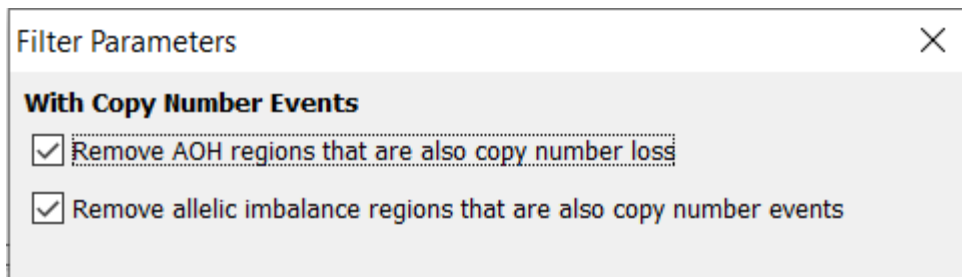 Filter Parameters
With Copy Number Events
Remove AOH regions that are also copy number loss
Remove allelic imbalance regions that are also copy number events